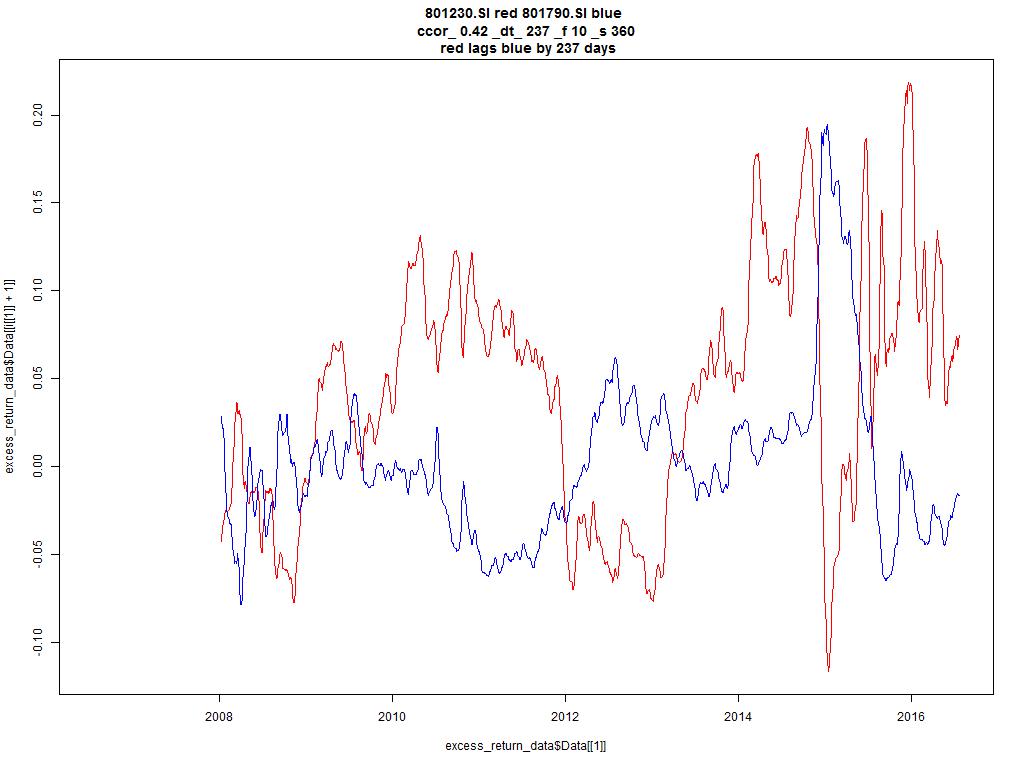 801230.SI red 801790.SI blue
ccor_ 0.42 _dt_ 237 _f 10 _s 360
red lags blue by 237 days
excess_return_data$Data[[i[[1]] + 1]]
0.20
0.15
0.10
0.05
0.00
-0.05
-0.10
2008 2010 2012 2014 2016
excess_return_data$Data[[1]]